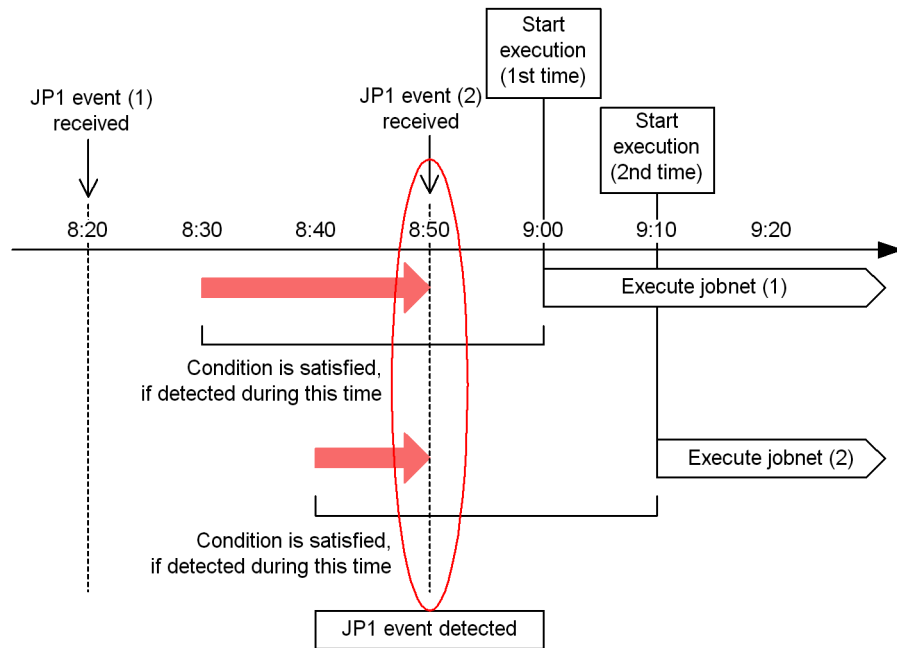 Start
execution
(1st time)
JP1 event (1)
received
JP1 event (2)
received
Start
execution
(2nd time)
8:20
8:30
8:40
8:50
9:00
9:10
9:20
Execute jobnet (1)
Condition is satisfied,
if detected during this time
Execute jobnet (2)
Condition is satisfied,
if detected during this time
JP1 event detected